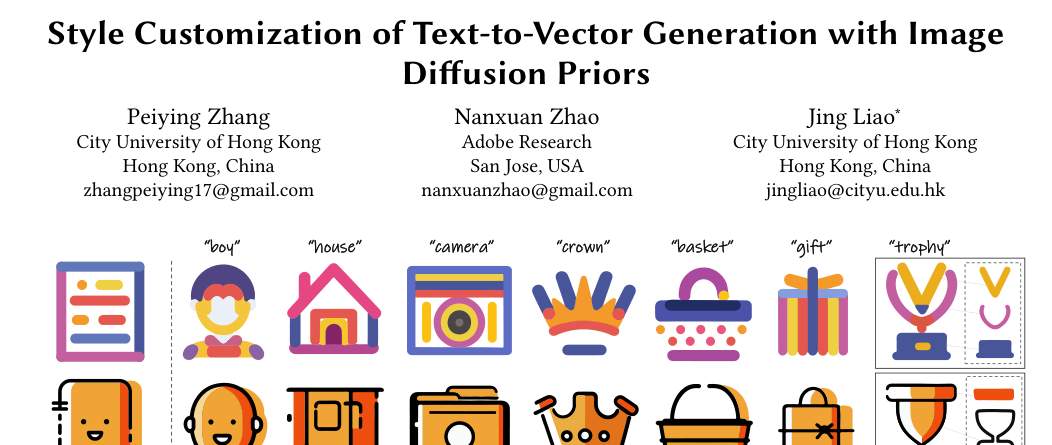 Style Customization of Text-to-Vector Generation with Image
Diffusion Priors
Peiying Zhang
City University of Hong Kong
Hong Kong, China
zhangpeiying17@gmail.com
Nanxuan Zhao
Adobe Research
San Jose, USA
nanxuanzhao@gmail.com
Jing Liao*
City University of Hong Kong
Hong Kong, China
jingliao@cityu.edu.hk
"boy" "house" "camera" "crown" "basket" "gift" "trophy"